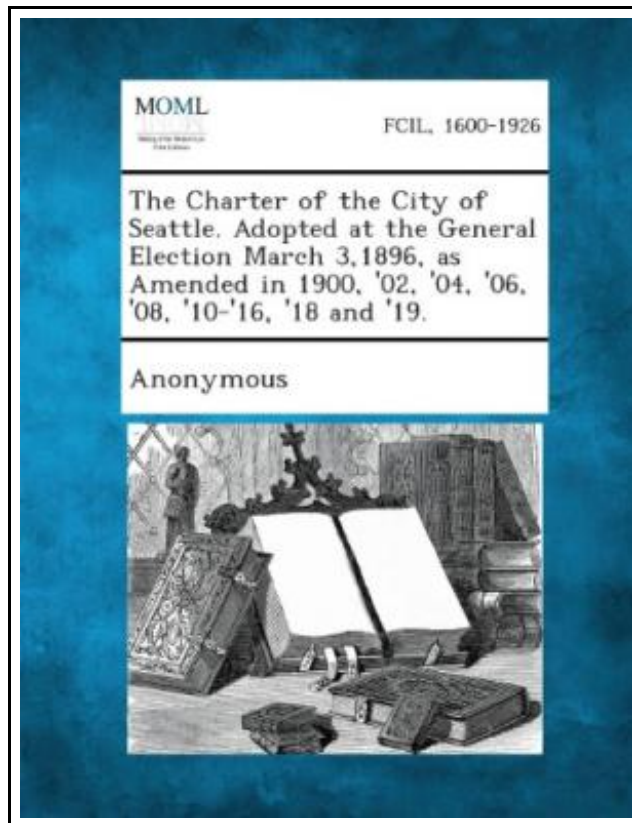 MOML
FCIL, 1600-1926
The Charter of the City of
Seattle. Adopted at the General
Election March 3,1896, as
Amended in 1900, '02, '04, '06,
'08, '10-'16, '18 and '19.
Anonymous